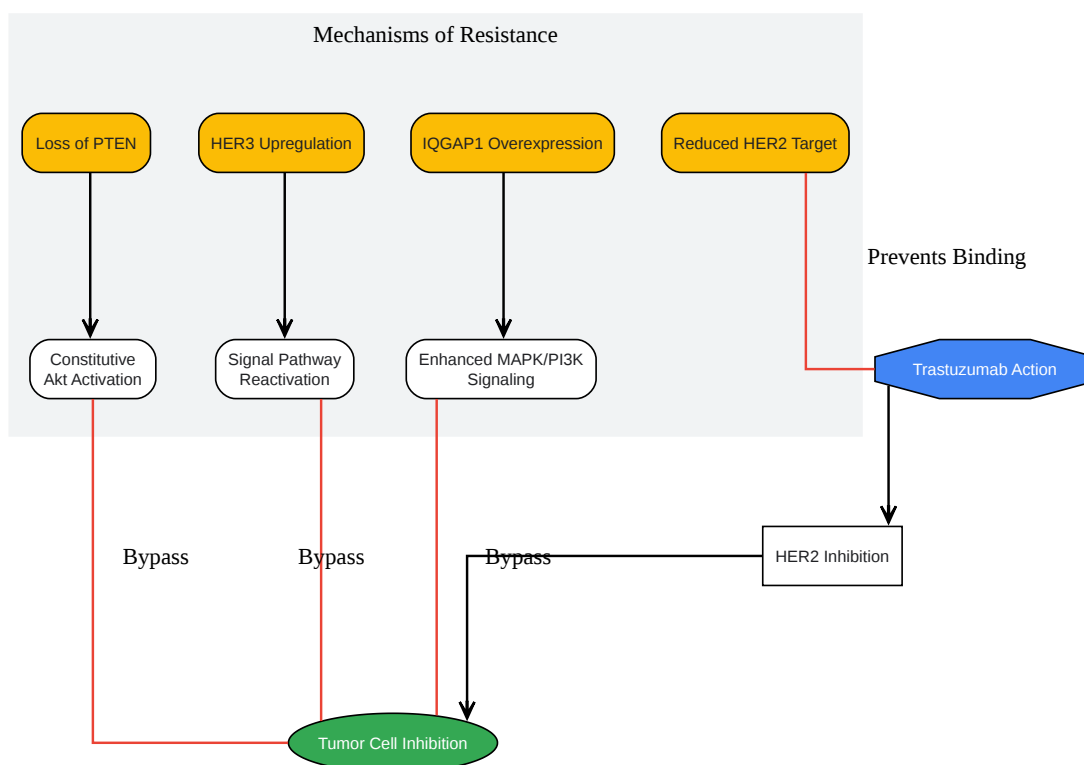 Mechanisms of Resistance
Loss of PTEN
HER3 Upregulation
IQGAP1 Overexpression
Reduced HER2 Target
Prevents Binding
Constitutive
Akt Activation
Signal Pathway
Reactivation
Enhanced MAPK/PI3K
Signaling
Trastuzumab Action
Bypass
Bypass
Bypass
HER2 Inhibition
Tumor Cell Inhibition